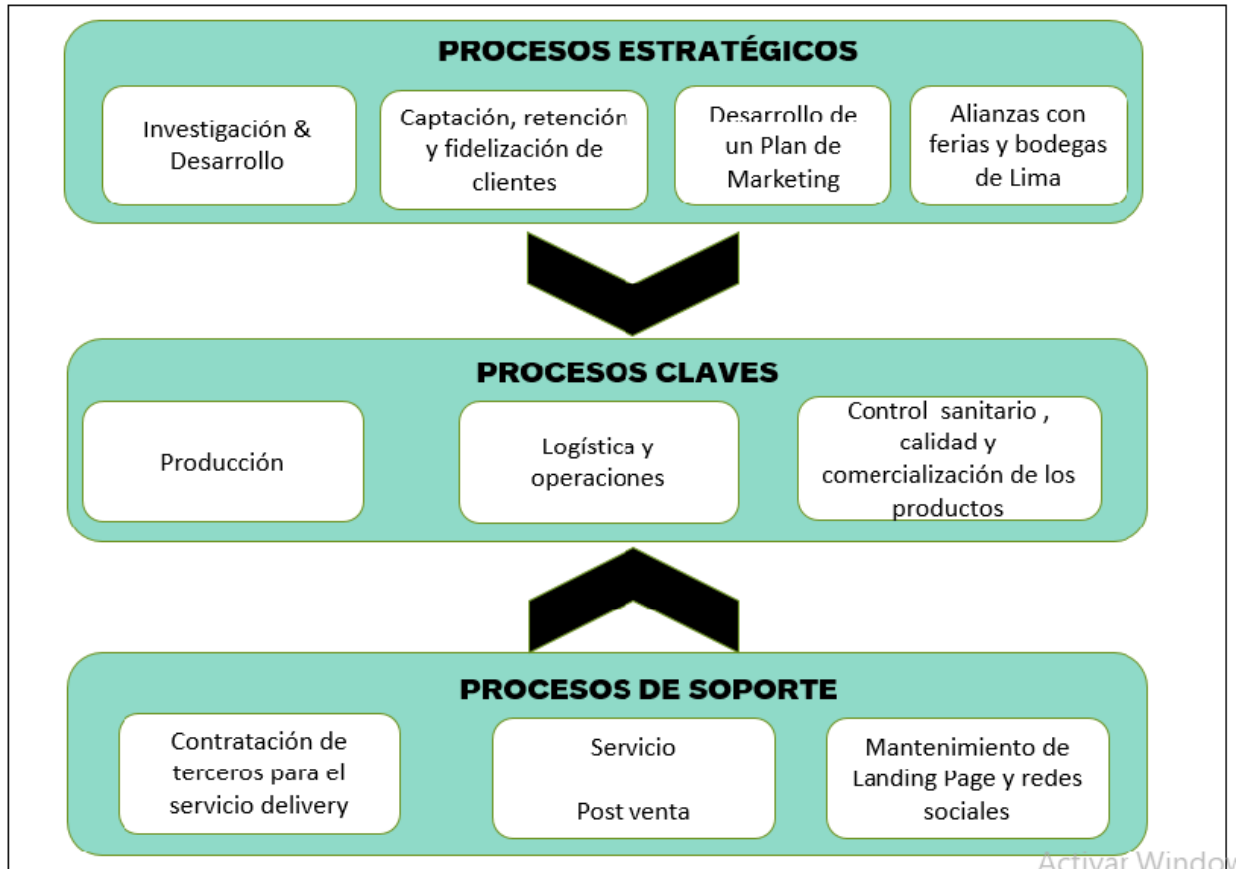 PROCESOS ESTRATÉGICOS
Investigación &
Desarrollo
Captación, retención
y fidelización de
clientes
Desarrollo de
un Plan de
Marketing
Alianzas con
ferias y bodegas
de Lima
PROCESOS CLAVES
Producción
Logística y
operaciones
Control sanitario ,
calidad y
comercialización de los
productos
PROCESOS DE SOPORTE
Contratación de
terceros para el
servicio delivery
Servicio
Post venta
Mantenimiento de
Landing Page y redes
sociales
Activar Window